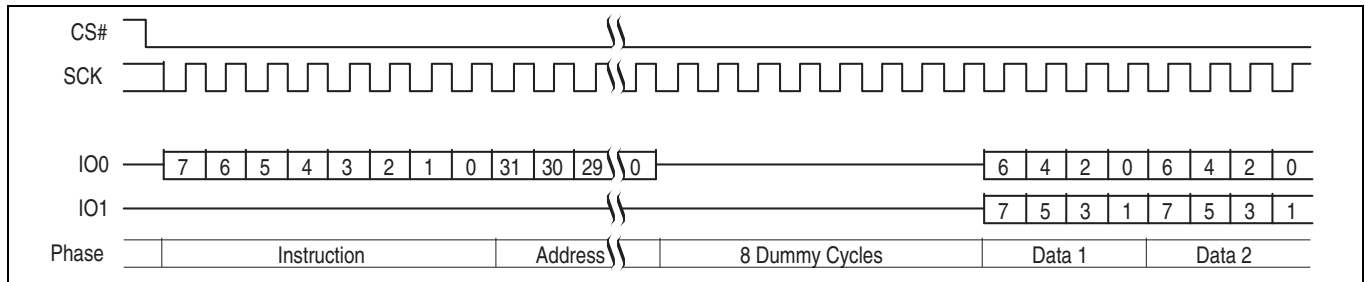 CS#
SCK
IO0 7 6 5 4 3 2 1 0 31 30 29 0 6 4 2 0 6 4 2 0
IO1 7 5 3 1 7 5 3 1
Phase Instruction Address 8 Dummy Cycles Data 1 Data 2